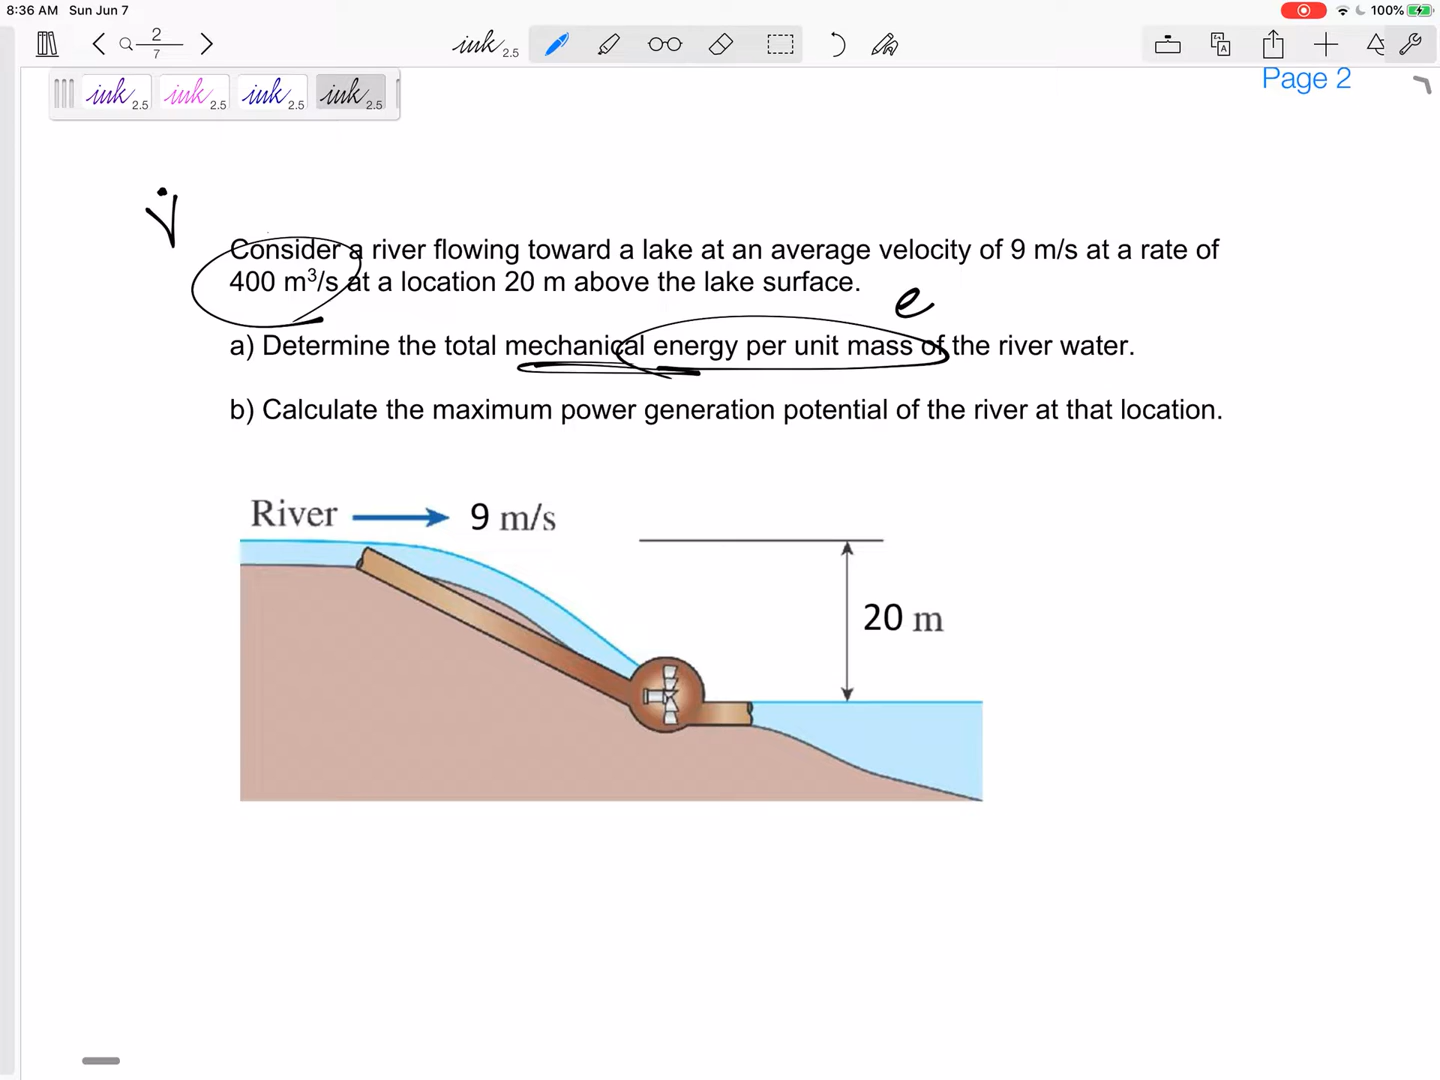 8:36 AM Sun Jun 7
100%
2
7
ink 2.5
ink 2.5
ink 2.5
ink 2.5
ink 2.5
Page 2
V̇
Consider a river flowing toward a lake at an average velocity of 9 m/s at a rate of
400 m³/s at a location 20 m above the lake surface.
e
a) Determine the total mechanical energy per unit mass of the river water.
b) Calculate the maximum power generation potential of the river at that location.
River 9 m/s
20 m